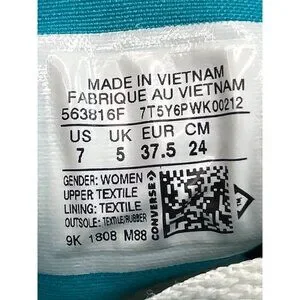 MADE IN VIETNAM
FABRIQUE AU VIETNAM
563816F 7T5Y6PWK00212
US UK EUR CM
7 5 37.5 24
GENDER: WOMEN
UPPER TEXTILE
LINING: TEXTILE
OUTSOLE: TEXTILE/RUBBER
9K 1808 M88
CONVERSE
TM